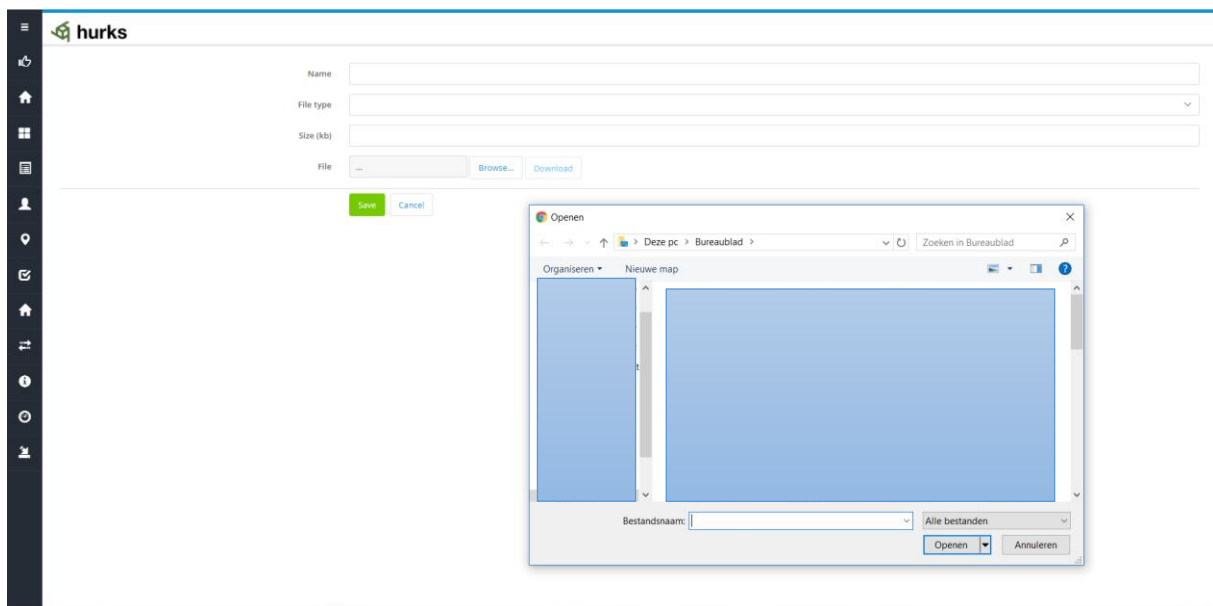 hurks
Name
File type
Size (kb)
File ... Browse... Download
Save Cancel
Openen
Deze pc > Bureaublad > Zoeken in Bureaublad
Organiseren Nieuwe map
t
Bestandsnaam: Alle bestanden
Openen Annuleren